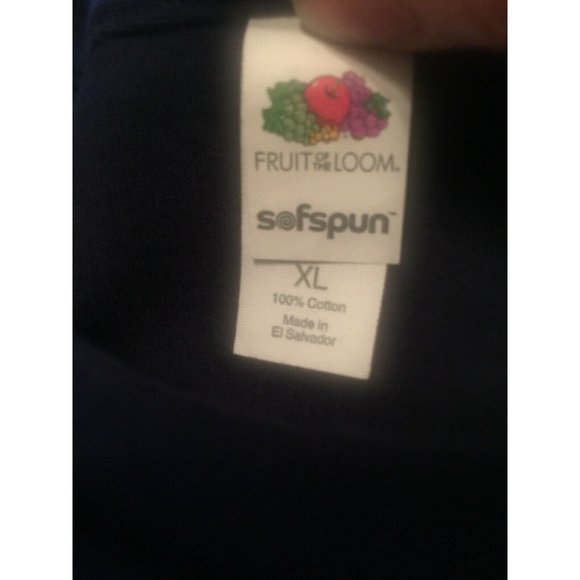 FRUIT OF THE LOOM®
sofspun™
XL
100% Cotton
Made in
El Salvador